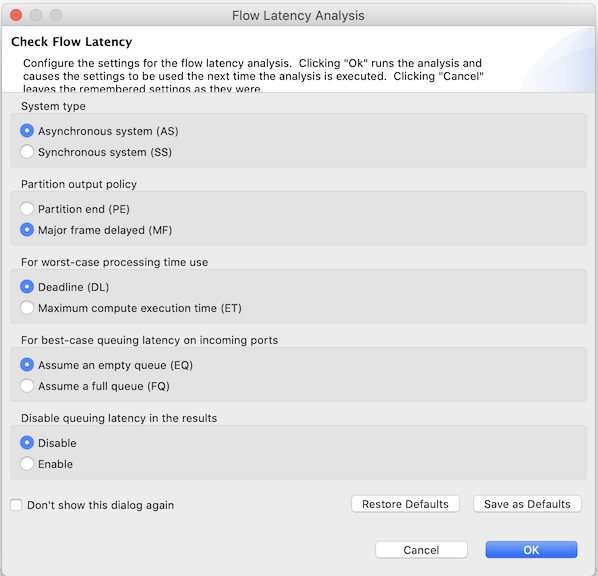 Flow Latency Analysis
Check Flow Latency
Configure the settings for the flow latency analysis.  Clicking "Ok" runs the analysis and
causes the settings to be used the next time the analysis is executed.  Clicking "Cancel"
leaves the remembered settings as they were.
System type
Asynchronous system (AS)
Synchronous system (SS)
Partition output policy
Partition end (PE)
Major frame delayed (MF)
For worst-case processing time use
Deadline (DL)
Maximum compute execution time (ET)
For best-case queuing latency on incoming ports
Assume an empty queue (EQ)
Assume a full queue (FQ)
Disable queuing latency in the results
Disable
Enable
Don't show this dialog again
Restore Defaults
Save as Defaults
Cancel
OK